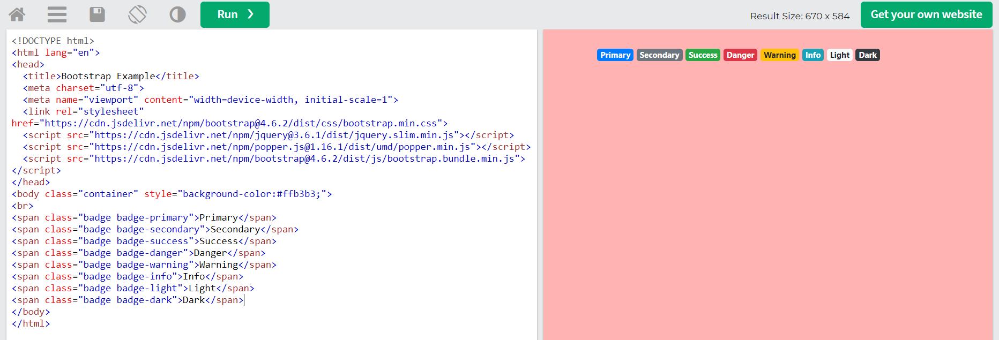 Run ❯
Result Size: 670 x 584
Get your own website
<!DOCTYPE html>
<html lang="en">
<head>
  <title>Bootstrap Example</title>
  <meta charset="utf-8">
  <meta name="viewport" content="width=device-width, initial-scale=1">
  <link rel="stylesheet"
href="https://cdn.jsdelivr.net/npm/bootstrap@4.6.2/dist/css/bootstrap.min.css">
  <script src="https://cdn.jsdelivr.net/npm/jquery@3.6.1/dist/jquery.slim.min.js"></script>
  <script src="https://cdn.jsdelivr.net/npm/popper.js@1.16.1/dist/umd/popper.min.js"></script>
  <script src="https://cdn.jsdelivr.net/npm/bootstrap@4.6.2/dist/js/bootstrap.bundle.min.js">
</script>
</head>
<body class="container" style="background-color:#ffb3b3;">
<br>
<span class="badge badge-primary">Primary</span>
<span class="badge badge-secondary">Secondary</span>
<span class="badge badge-success">Success</span>
<span class="badge badge-danger">Danger</span>
<span class="badge badge-warning">Warning</span>
<span class="badge badge-info">Info</span>
<span class="badge badge-light">Light</span>
<span class="badge badge-dark">Dark</span>
</body>
</html>
Primary Secondary Success Danger Warning Info Light Dark